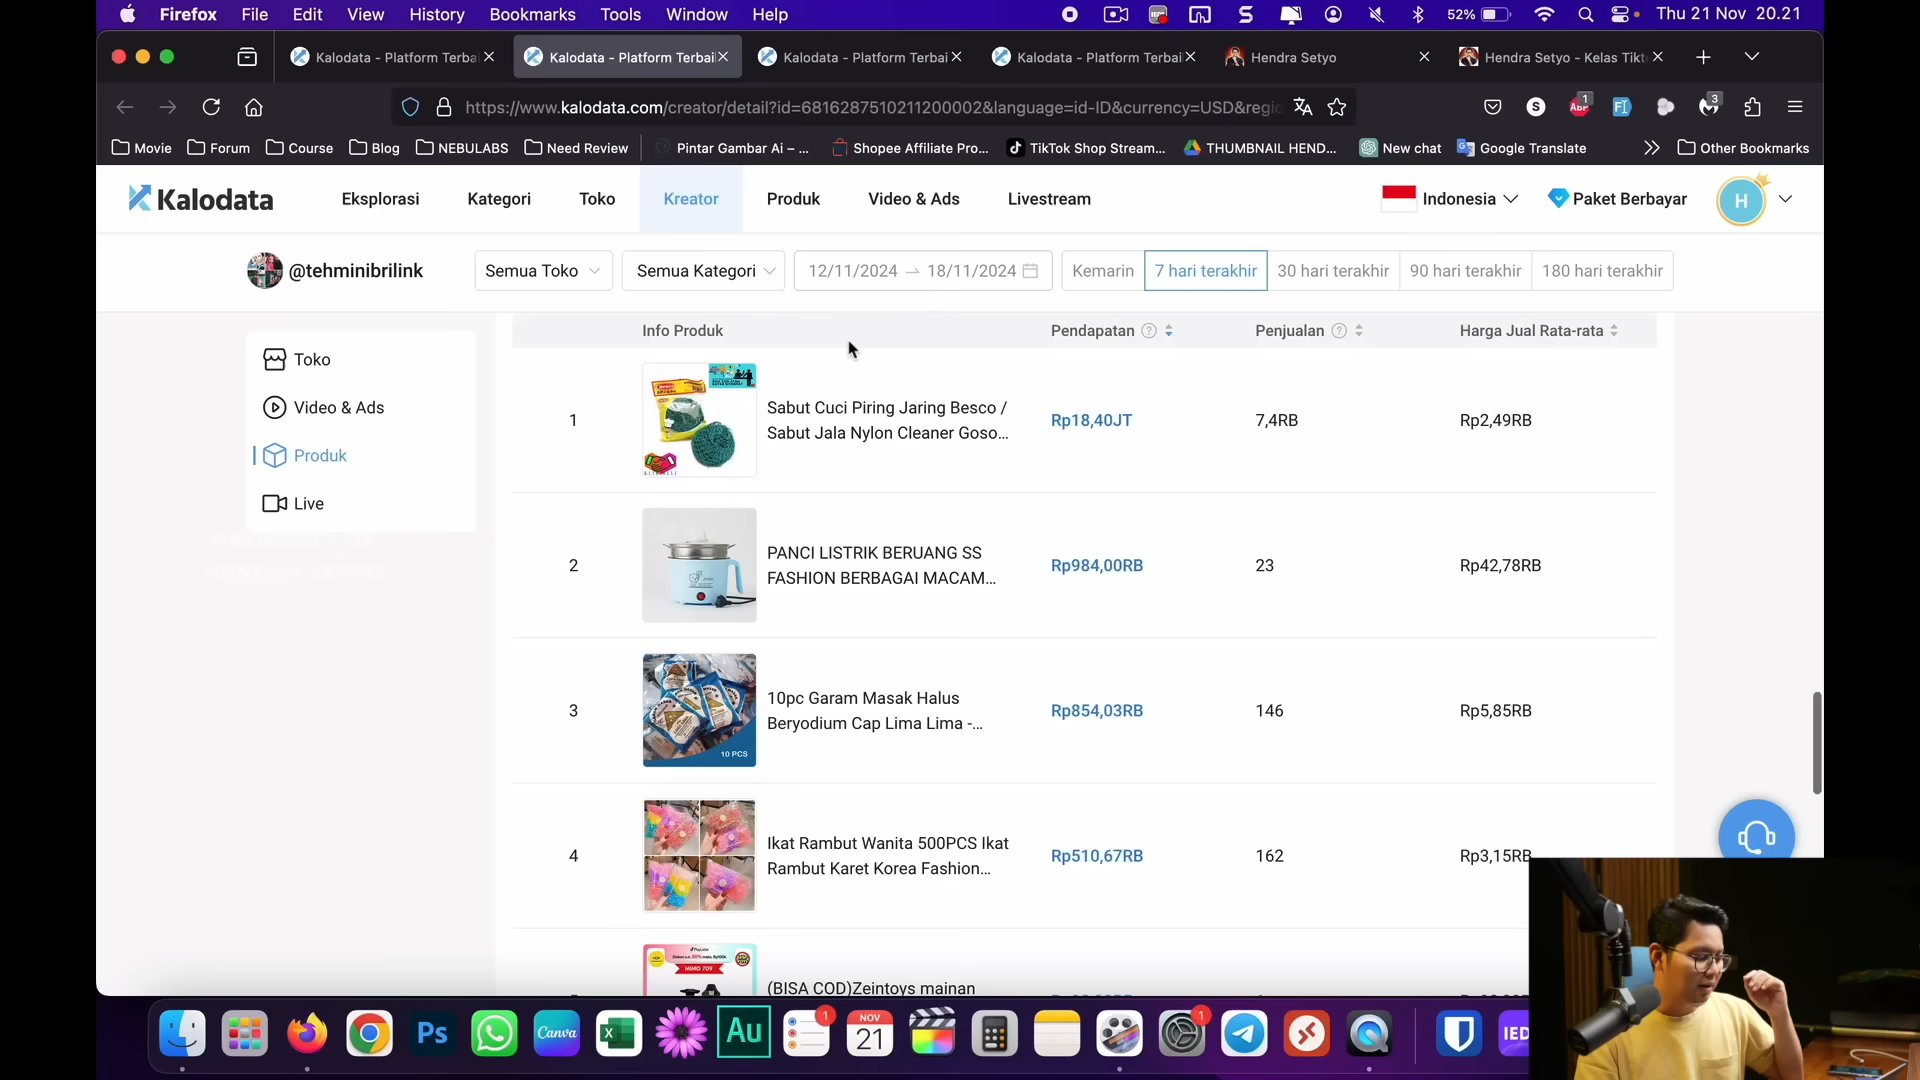 Firefox File Edit View History Bookmarks Tools Window Help 52% Thu 21 Nov 20.21
Kalodata - Platform Terba Kalodata - Platform Terbai Kalodata - Platform Terbai Kalodata - Platform Terbai Hendra Setyo Hendra Setyo - Kelas Tikt
https://www.kalodata.com/creator/detail?id=6816287510211200002&language=id-ID&currency=USD&regi
Movie Forum Course Blog NEBULABS Need Review Pintar Gambar Ai – ... Shopee Affiliate Pro... TikTok Shop Stream... THUMBNAIL HEND... New chat Google Translate Other Bookmarks
Kalodata Eksplorasi Kategori Toko Kreator Produk Video & Ads Livestream Indonesia Paket Berbayar H
@tehminibrilink Semua Toko Semua Kategori 12/11/2024 → 18/11/2024 Kemarin 7 hari terakhir 30 hari terakhir 90 hari terakhir 180 hari terakhir
Toko
Video & Ads
Produk
Live
Info Produk Pendapatan Penjualan Harga Jual Rata-rata
1 Sabut Cuci Piring Jaring Besco / Rp18,40JT 7,4RB Rp2,49RB
Sabut Jala Nylon Cleaner Goso...
2 PANCI LISTRIK BERUANG SS Rp984,00RB 23 Rp42,78RB
FASHION BERBAGAI MACAM...
3 10pc Garam Masak Halus Rp854,03RB 146 Rp5,85RB
Beryodium Cap Lima Lima -...
10 PCS
4 Ikat Rambut Wanita 500PCS Ikat Rp510,67RB 162 Rp3,15RB
Rambut Karet Korea Fashion...
MIMO 709
(BISA COD)Zeintoys mainan
Ps Canva Au 1 NOV 21 1 IED